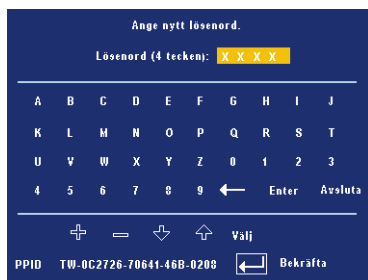 Ange nytt lösenord.
Lösenord (4 tecken): X X X X
A B C D E F G H I J
K L M N O P Q R S T
U V W X Y Z 0 1 2 3
4 5 6 7 8 9 ← Enter Avsluta
Välj
PPID TW-0C2726-70641-46B-0208 Bekräfta